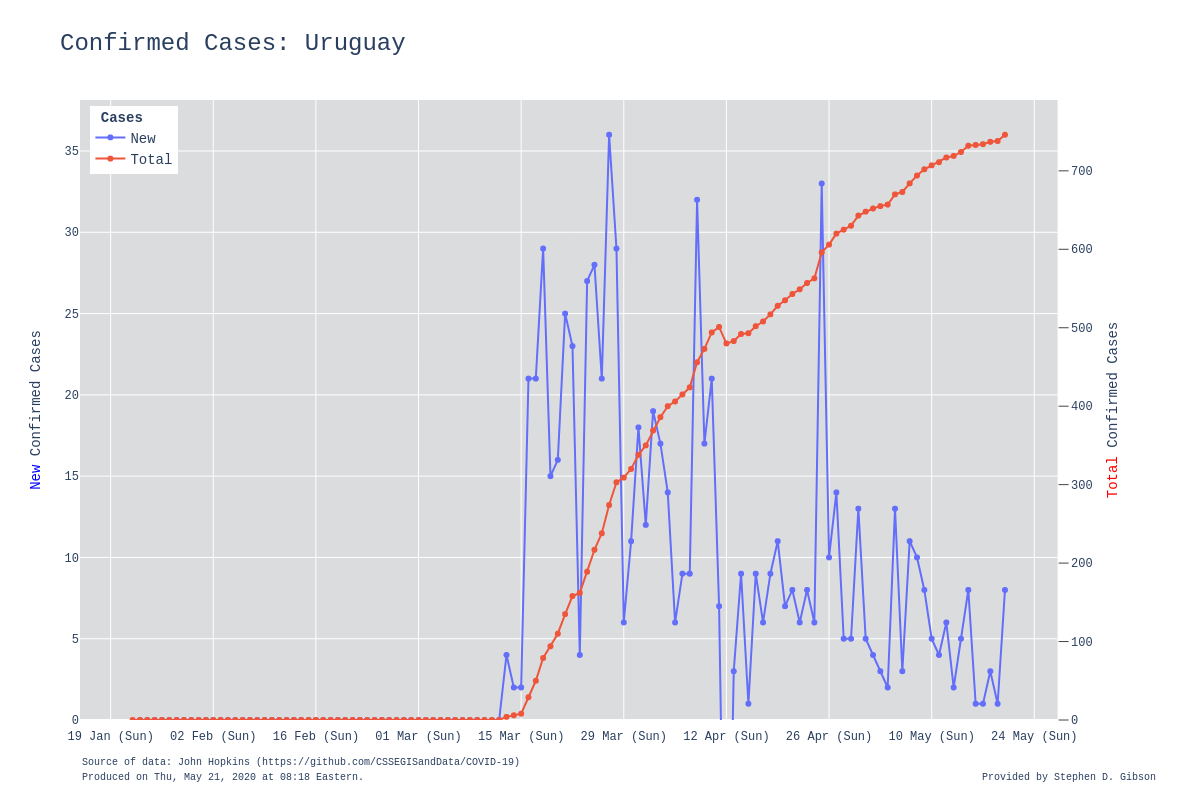 Confirmed Cases: Uruguay
Cases
New
Total
35
30
25
20
15
10
5
0
700
600
500
400
300
200
100
0
New Confirmed Cases
Total Confirmed Cases
19 Jan (Sun) 02 Feb (Sun) 16 Feb (Sun) 01 Mar (Sun) 15 Mar (Sun) 29 Mar (Sun) 12 Apr (Sun) 26 Apr (Sun) 10 May (Sun) 24 May (Sun)
Source of data: John Hopkins (https://github.com/CSSEGISandData/COVID-19)
Produced on Thu, May 21, 2020 at 08:18 Eastern.
Provided by Stephen D. Gibson